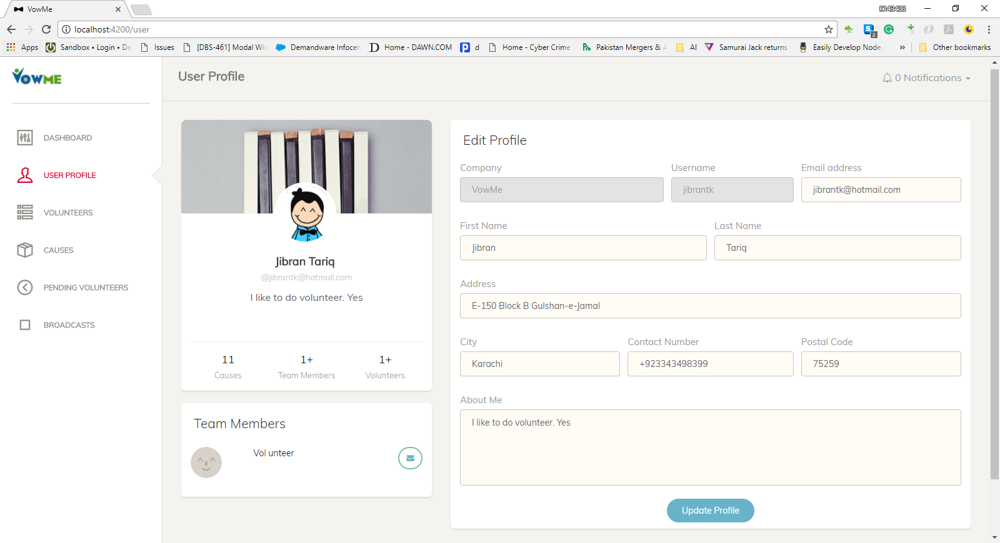 VowMe
K143408
localhost:4200/user
Apps
Sandbox • Login • De
Issues
[DBS-461] Modal Win
Demandware Infocen
Home - DAWN.COM
d
Home - Cyber Crime
Pakistan Mergers & A
AI
Samurai Jack returns
Easily Develop Node.
» Other bookmarks
2
VOWME
User Profile
0 Notifications
DASHBOARD
USER PROFILE
VOLUNTEERS
CAUSES
PENDING VOLUNTEERS
BROADCASTS
Jibran Tariq
@jibrantk@hotmail.com
I like to do volunteer. Yes
11 1+ 1+
Causes Team Members Volunteers
Team Members
Vol unteer
Edit Profile
Company Username Email address
VowMe jibrantk jibrantk@hotmail.com
First Name Last Name
Jibran Tariq
Address
E-150 Block B Gulshan-e-Jamal
City Contact Number Postal Code
Karachi +923343498399 75259
About Me
I like to do volunteer. Yes
Update Profile